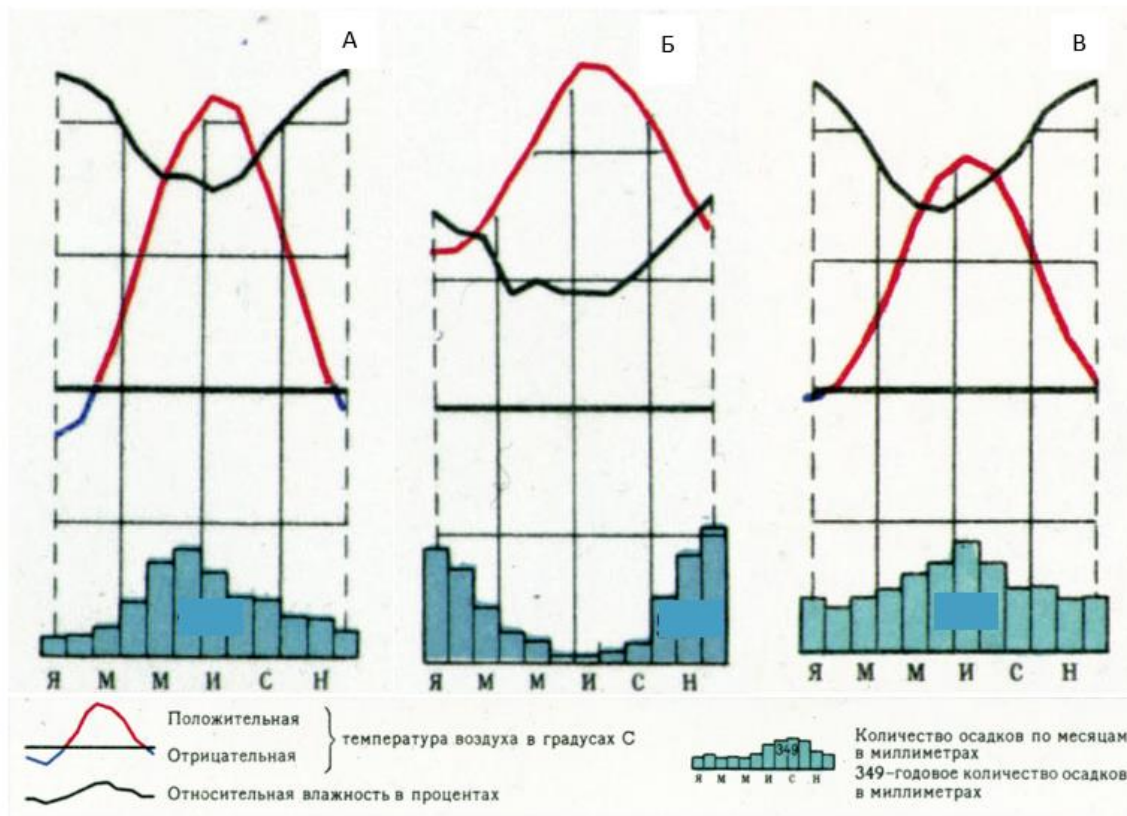 А
Б
В
Я М М И С Н
Я М М И С Н
Я М М И С Н
Положительная
Отрицательная
температура воздуха в градусах С
Относительная влажность в процентах
349
Я М М И С Н
Количество осадков по месяцам
в миллиметрах
349-годовое количество осадков
в миллиметрах